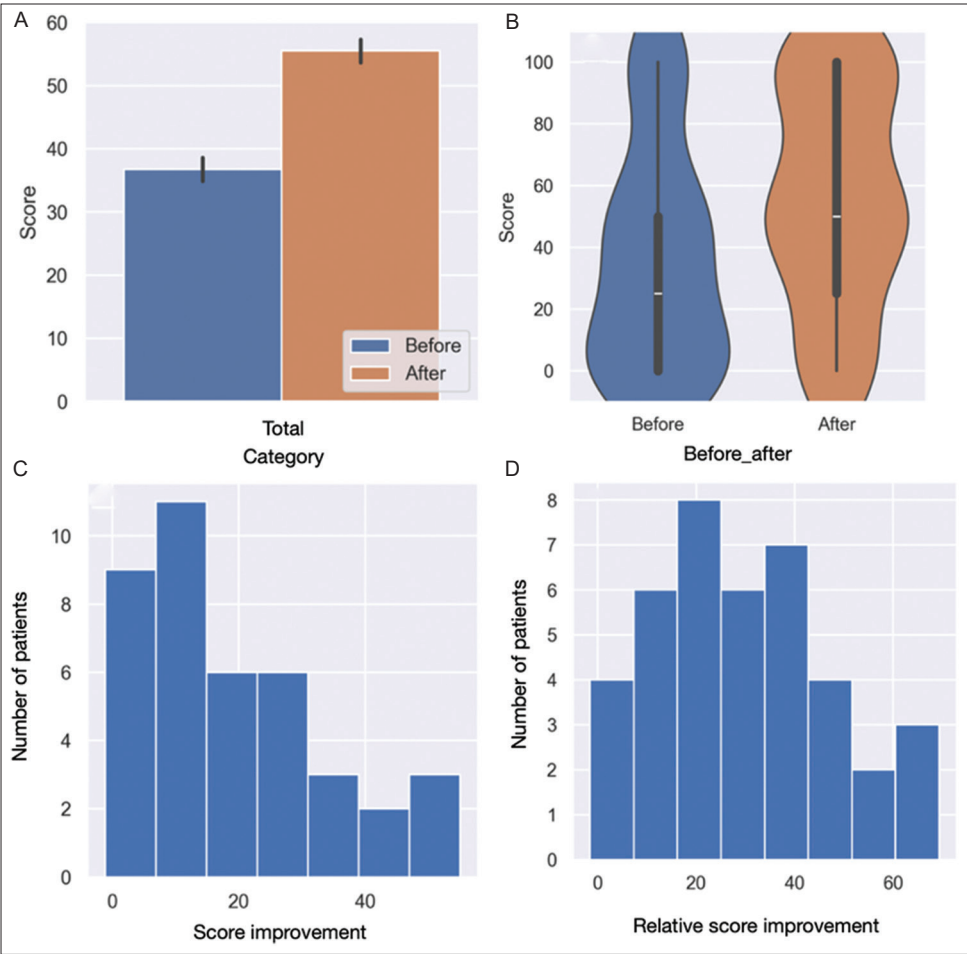 A
60
50
40
30
20
10
0
Score
Before
After
Total
Category
B
100
80
60
40
20
0
Score
Before After
Before_after
C
10
8
6
4
2
0
Number of patients
0 20 40
Score improvement
D
8
7
6
5
4
3
2
1
0
Number of patients
0 20 40 60
Relative score improvement